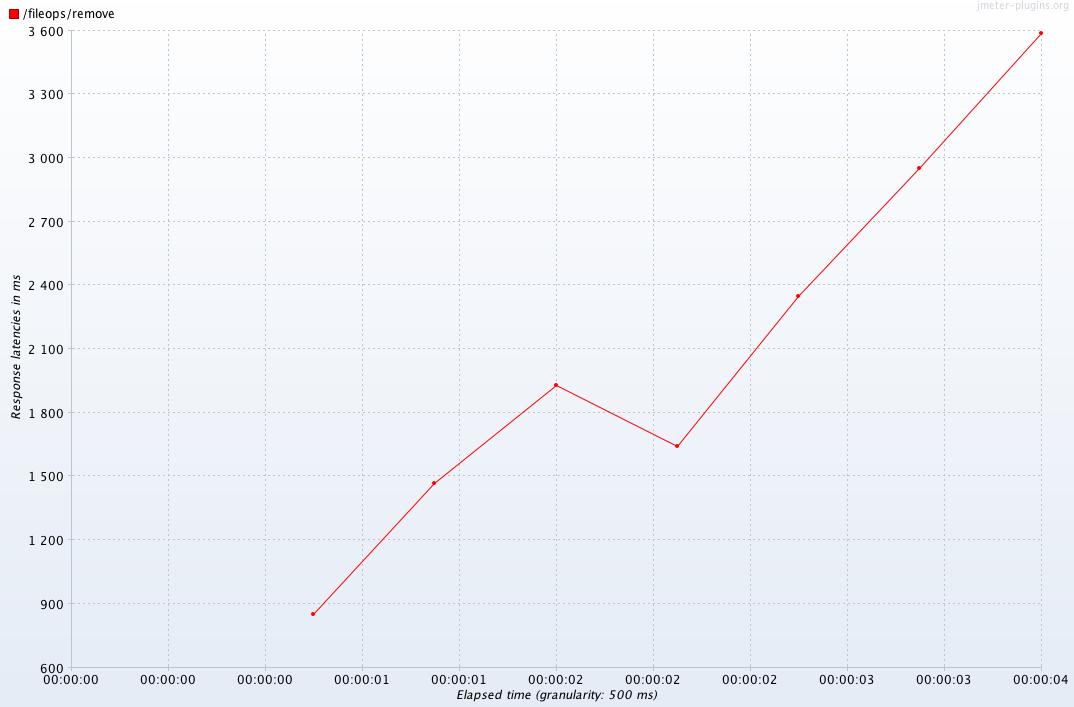 jmeter-plugins.org
/fileops/remove
3 600
3 300
3 000
2 700
2 400
2 100
1 800
1 500
1 200
900
600
Response latencies in ms
00:00:00 00:00:00 00:00:00 00:00:01 00:00:01 00:00:02 00:00:02 00:00:02 00:00:03 00:00:03 00:00:04
Elapsed time (granularity: 500 ms)